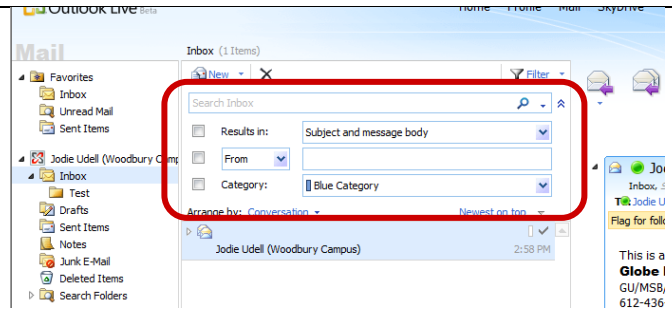 Outlook Live Beta
Home Profile Mail SkyDrive
Mail
Inbox (1 Items)
New
Filter
Favorites
Inbox
Unread Mail
Sent Items
Search Inbox
Results in: Subject and message body
From
Category: Blue Category
Jodie Udell (Woodbury Camp
Inbox
Test
Drafts
Sent Items
Notes
Junk E-Mail
Deleted Items
Search Folders
Arrange by: Conversation
Newest on top
Jodie Udell (Woodbury Campus)
2:58 PM
Jo
Inbox,
Jodie U
Flag for follo
This is a
Globe
GU/MSB/
612-436